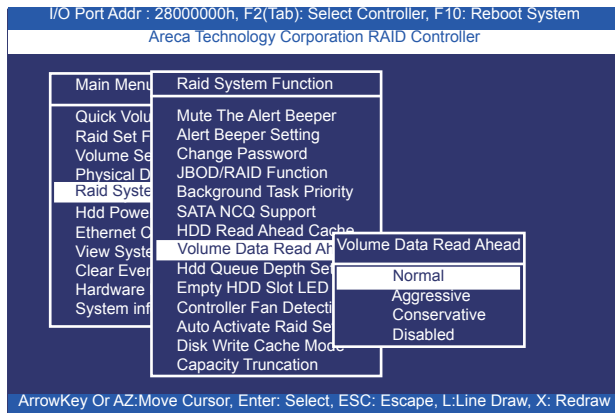 I/O Port Addr : 28000000h, F2(Tab): Select Controller, F10: Reboot System
Areca Technology Corporation RAID Controller
Main Menu
Quick Volu
Raid Set F
Volume Se
Physical D
Raid Syste
Hdd Powe
Ethernet C
View Syste
Clear Even
Hardware
System inf
Raid System Function
Mute The Alert Beeper
Alert Beeper Setting
Change Password
JBOD/RAID Function
Background Task Priority
SATA NCQ Support
HDD Read Ahead Cache
Volume Data Read Ah
Hdd Queue Depth Set
Empty HDD Slot LED
Controller Fan Detecti
Auto Activate Raid Se
Disk Write Cache Mode
Capacity Truncation
Volume Data Read Ahead
Normal
Aggressive
Conservative
Disabled
ArrowKey Or AZ:Move Cursor, Enter: Select, ESC: Escape, L:Line Draw, X: Redraw